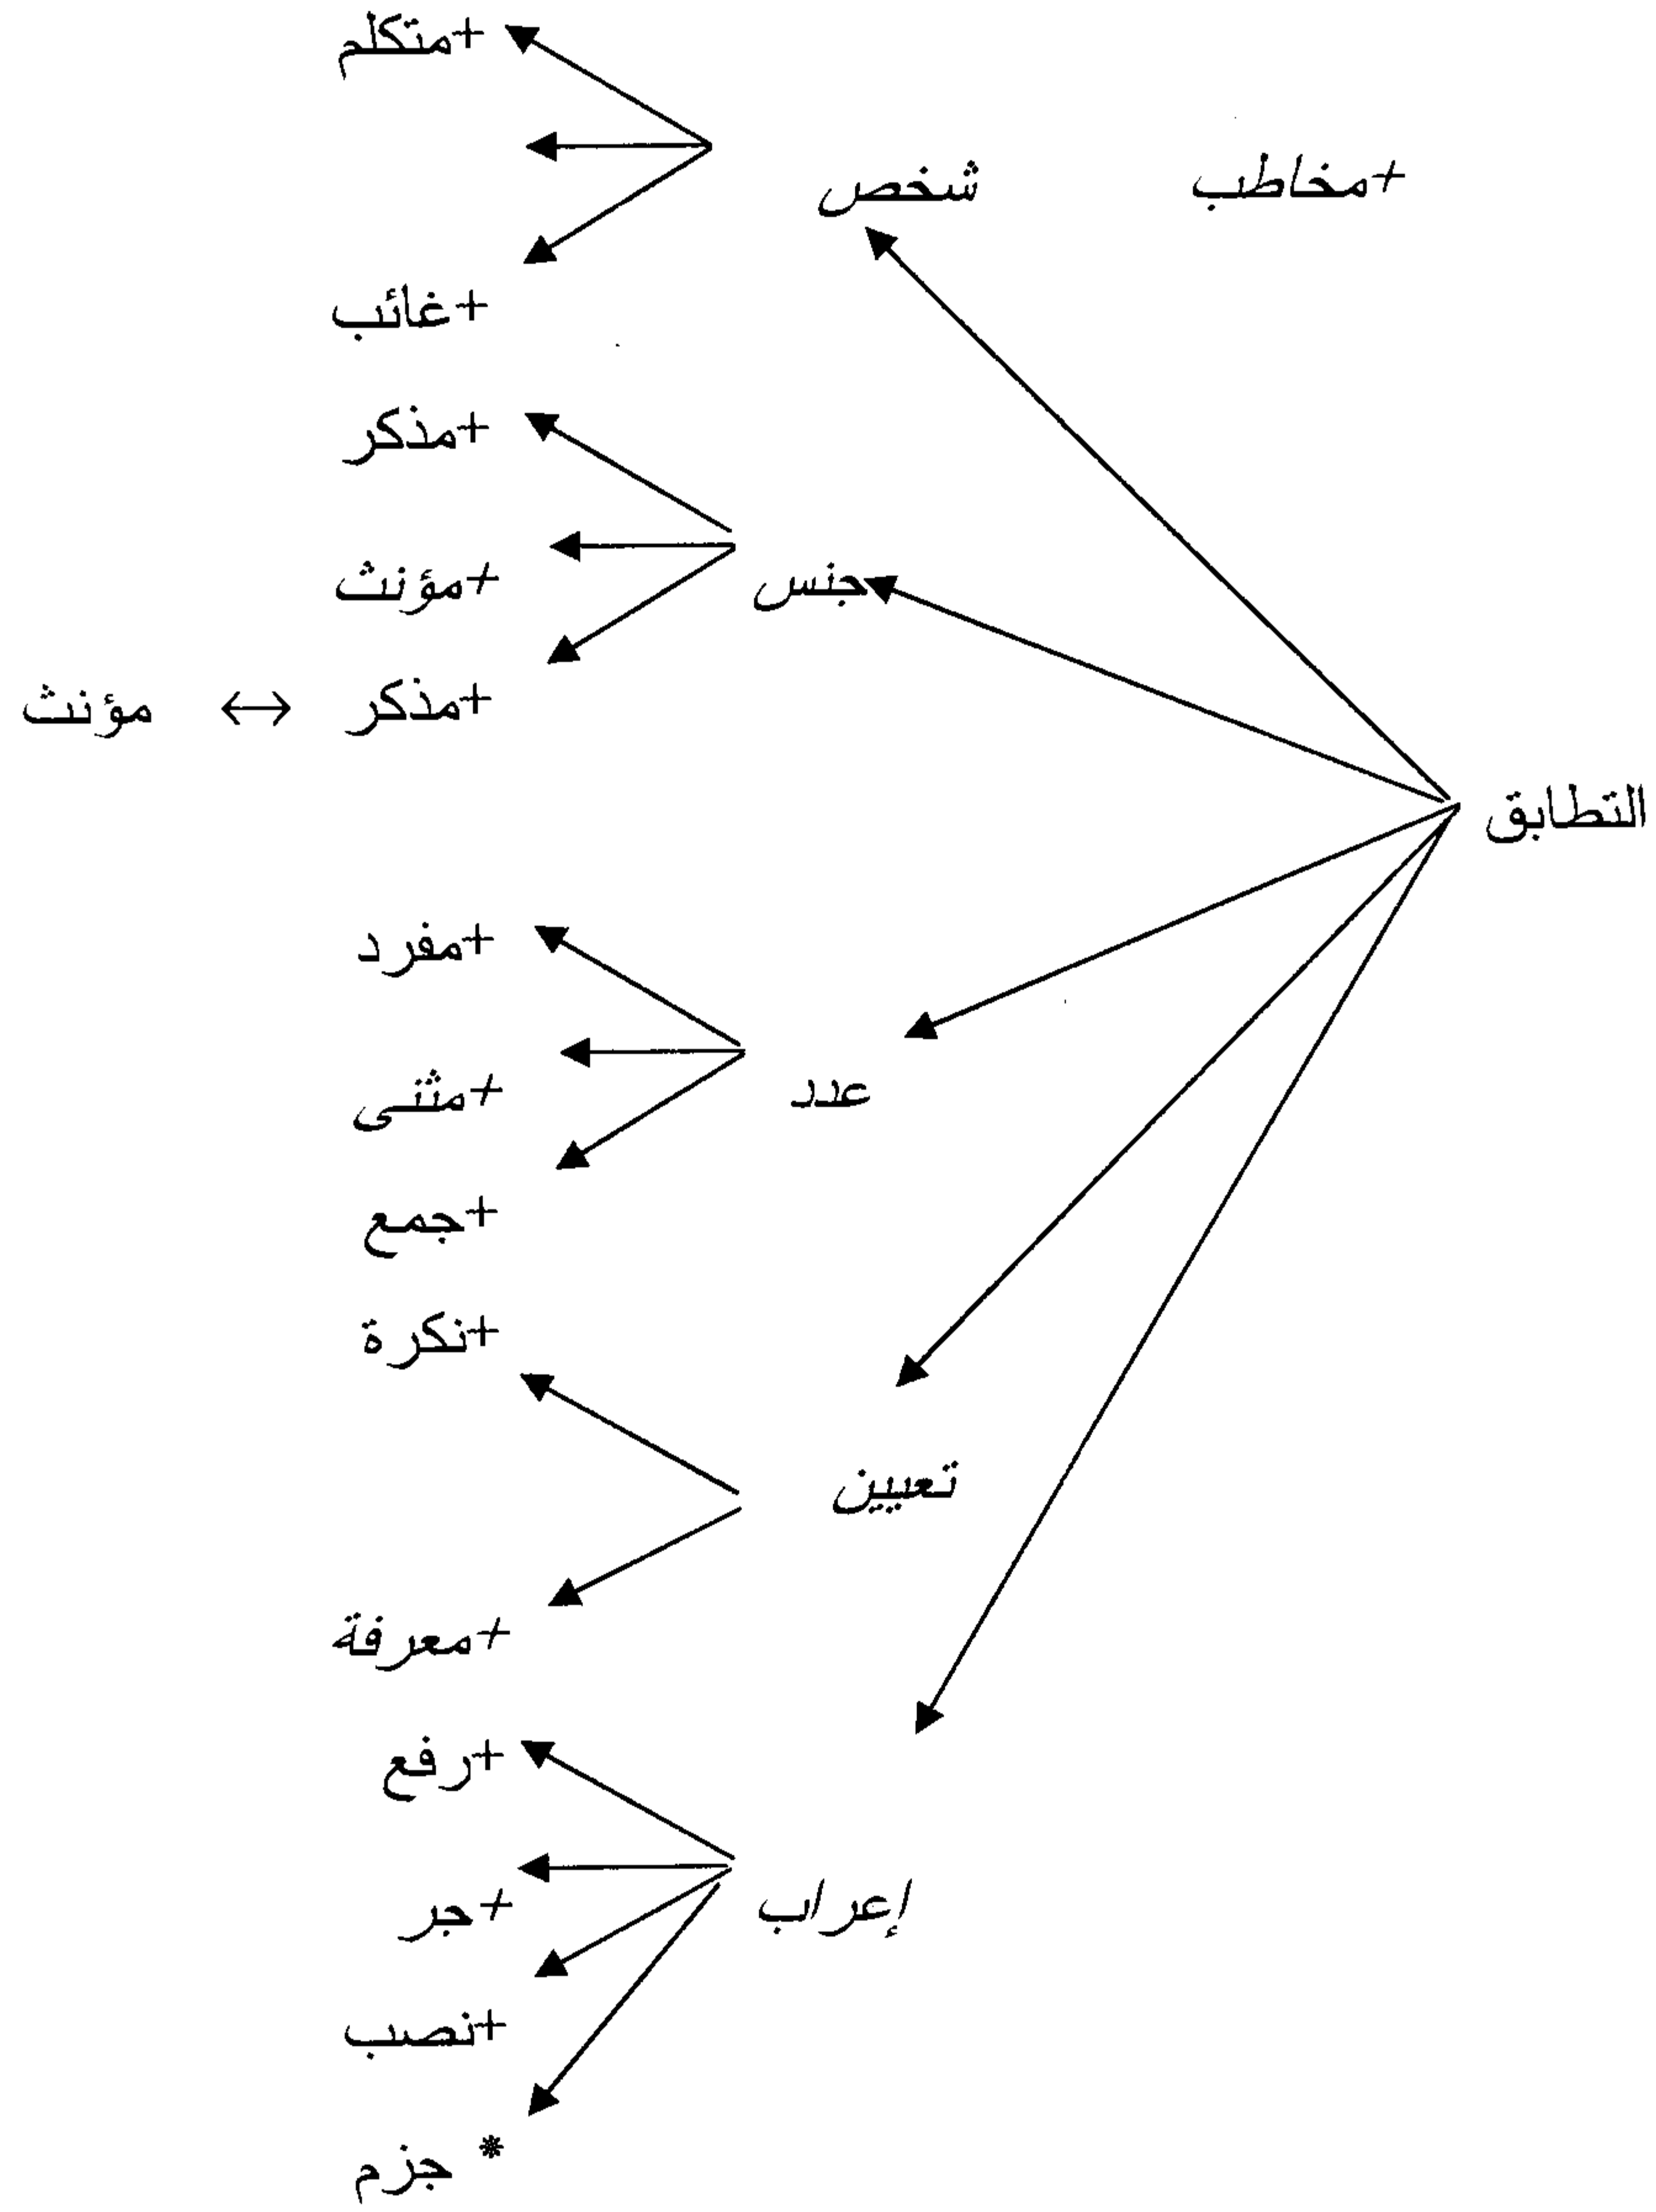 +متكلم
+مخاطب
شخص
+غائب
+مذكر
+مؤنث
جنس
+مذكر ↔ مؤنث
التطابق
+مفرد
+مثنى
عدد
+جمع
+نكرة
تعيين
+معرفة
+رفع
+جر
إعراب
+نصب
* جزم